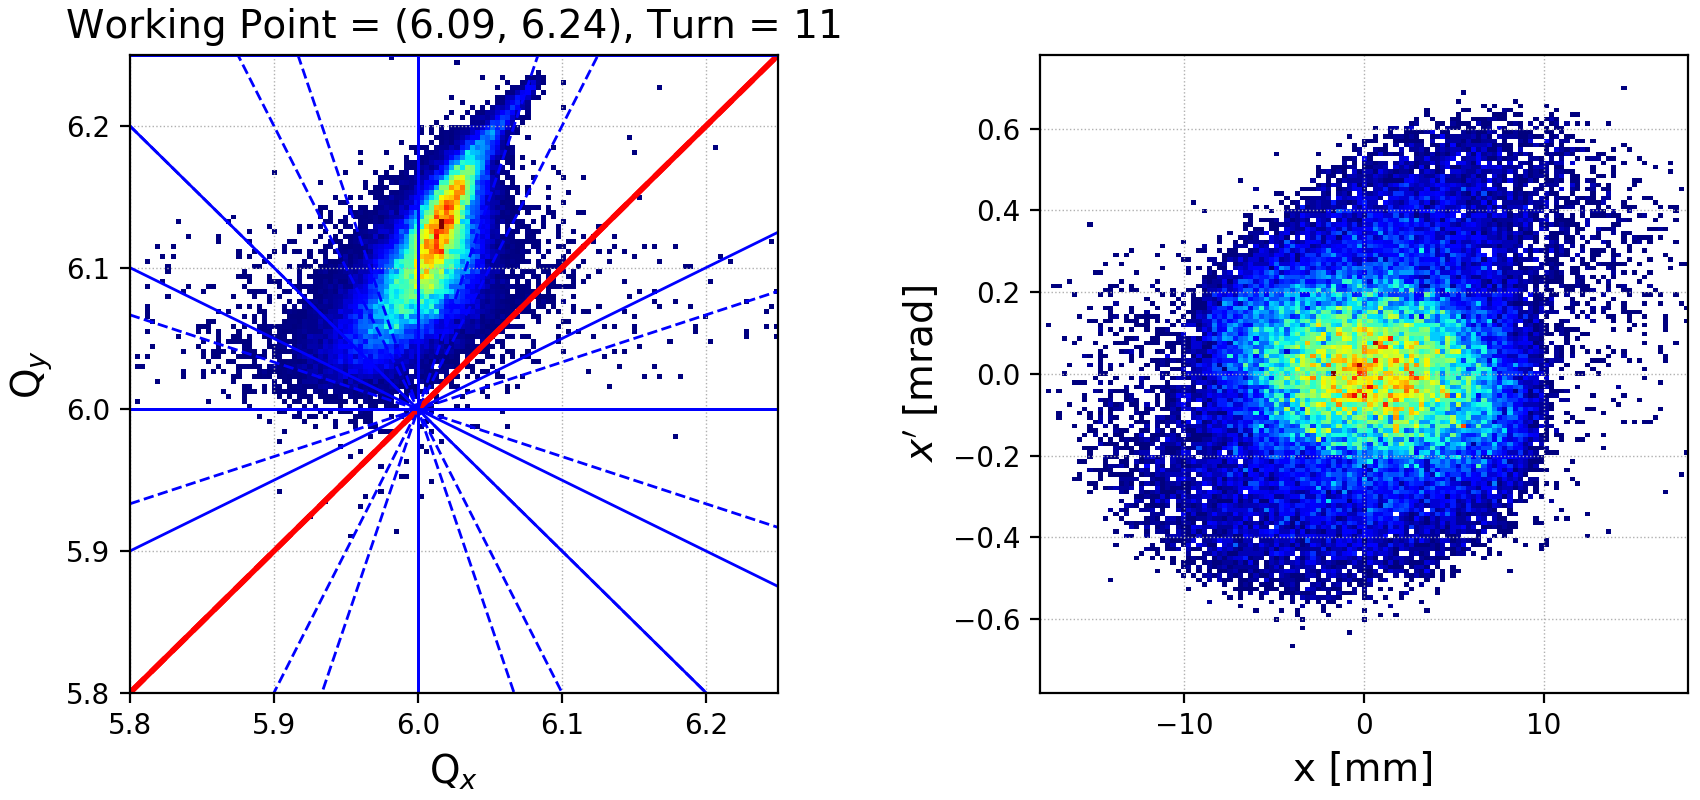 Working Point = (6.09, 6.24), Turn = 11
6.2
6.1
6.0
5.9
5.8
Q_y
5.8 5.9 6.0 6.1 6.2
Q_x
0.6
0.4
0.2
0.0
−0.2
−0.4
−0.6
x′ [mrad]
−10 0 10
x [mm]